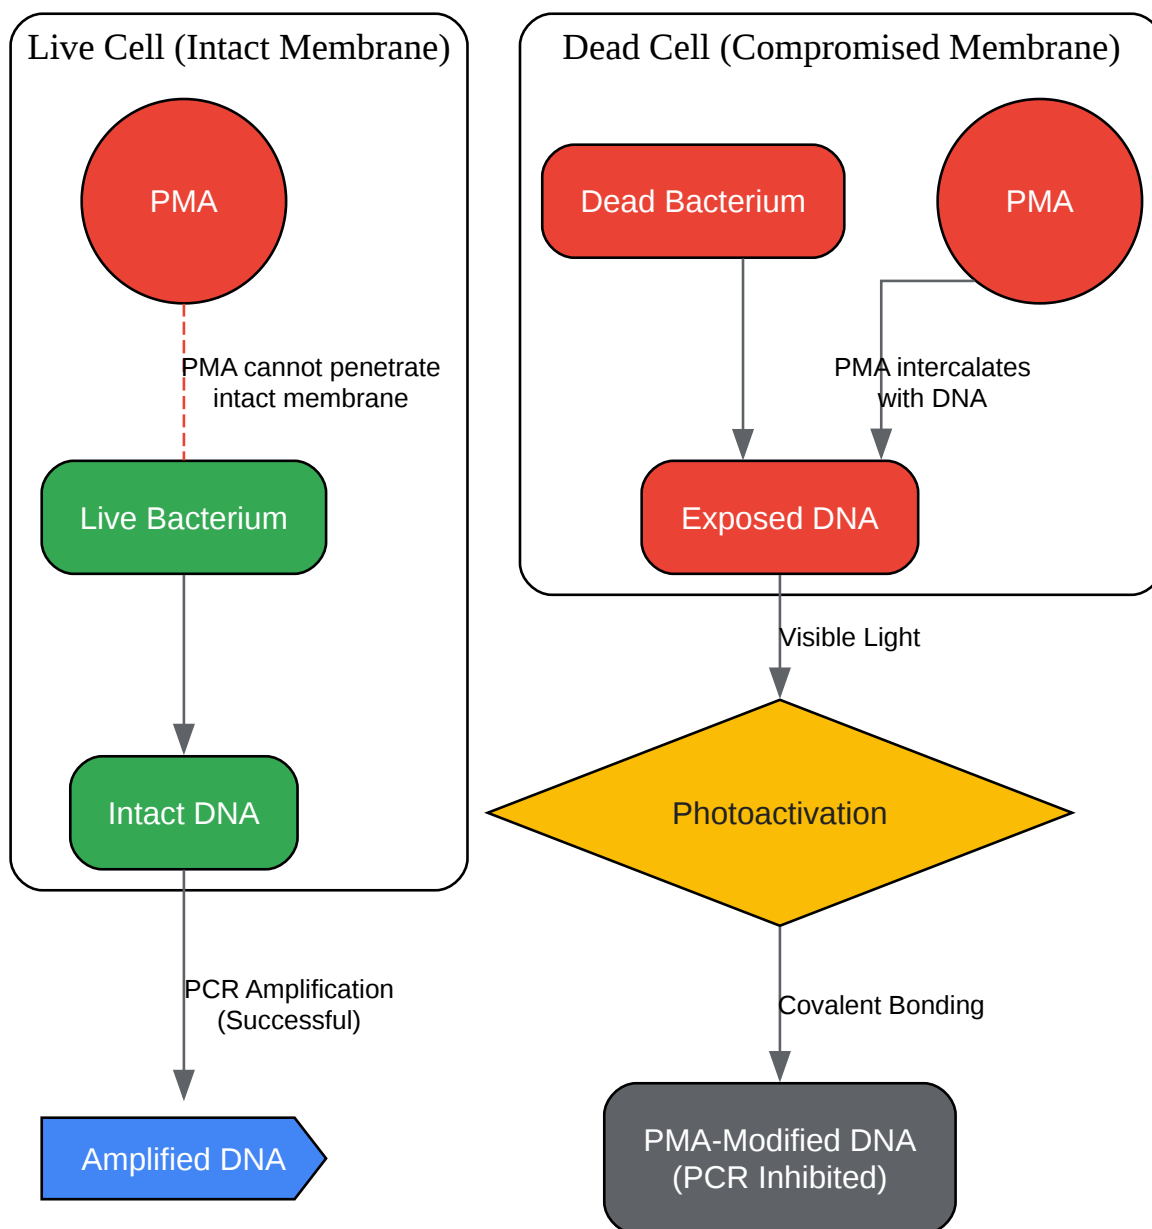 Live Cell (Intact Membrane)
PMA
PMA cannot penetrate
intact membrane
Live Bacterium
Intact DNA
PCR Amplification
(Successful)
Amplified DNA
Dead Cell (Compromised Membrane)
Dead Bacterium
PMA
PMA intercalates
with DNA
Exposed DNA
Visible Light
Photoactivation
Covalent Bonding
PMA-Modified DNA
(PCR Inhibited)